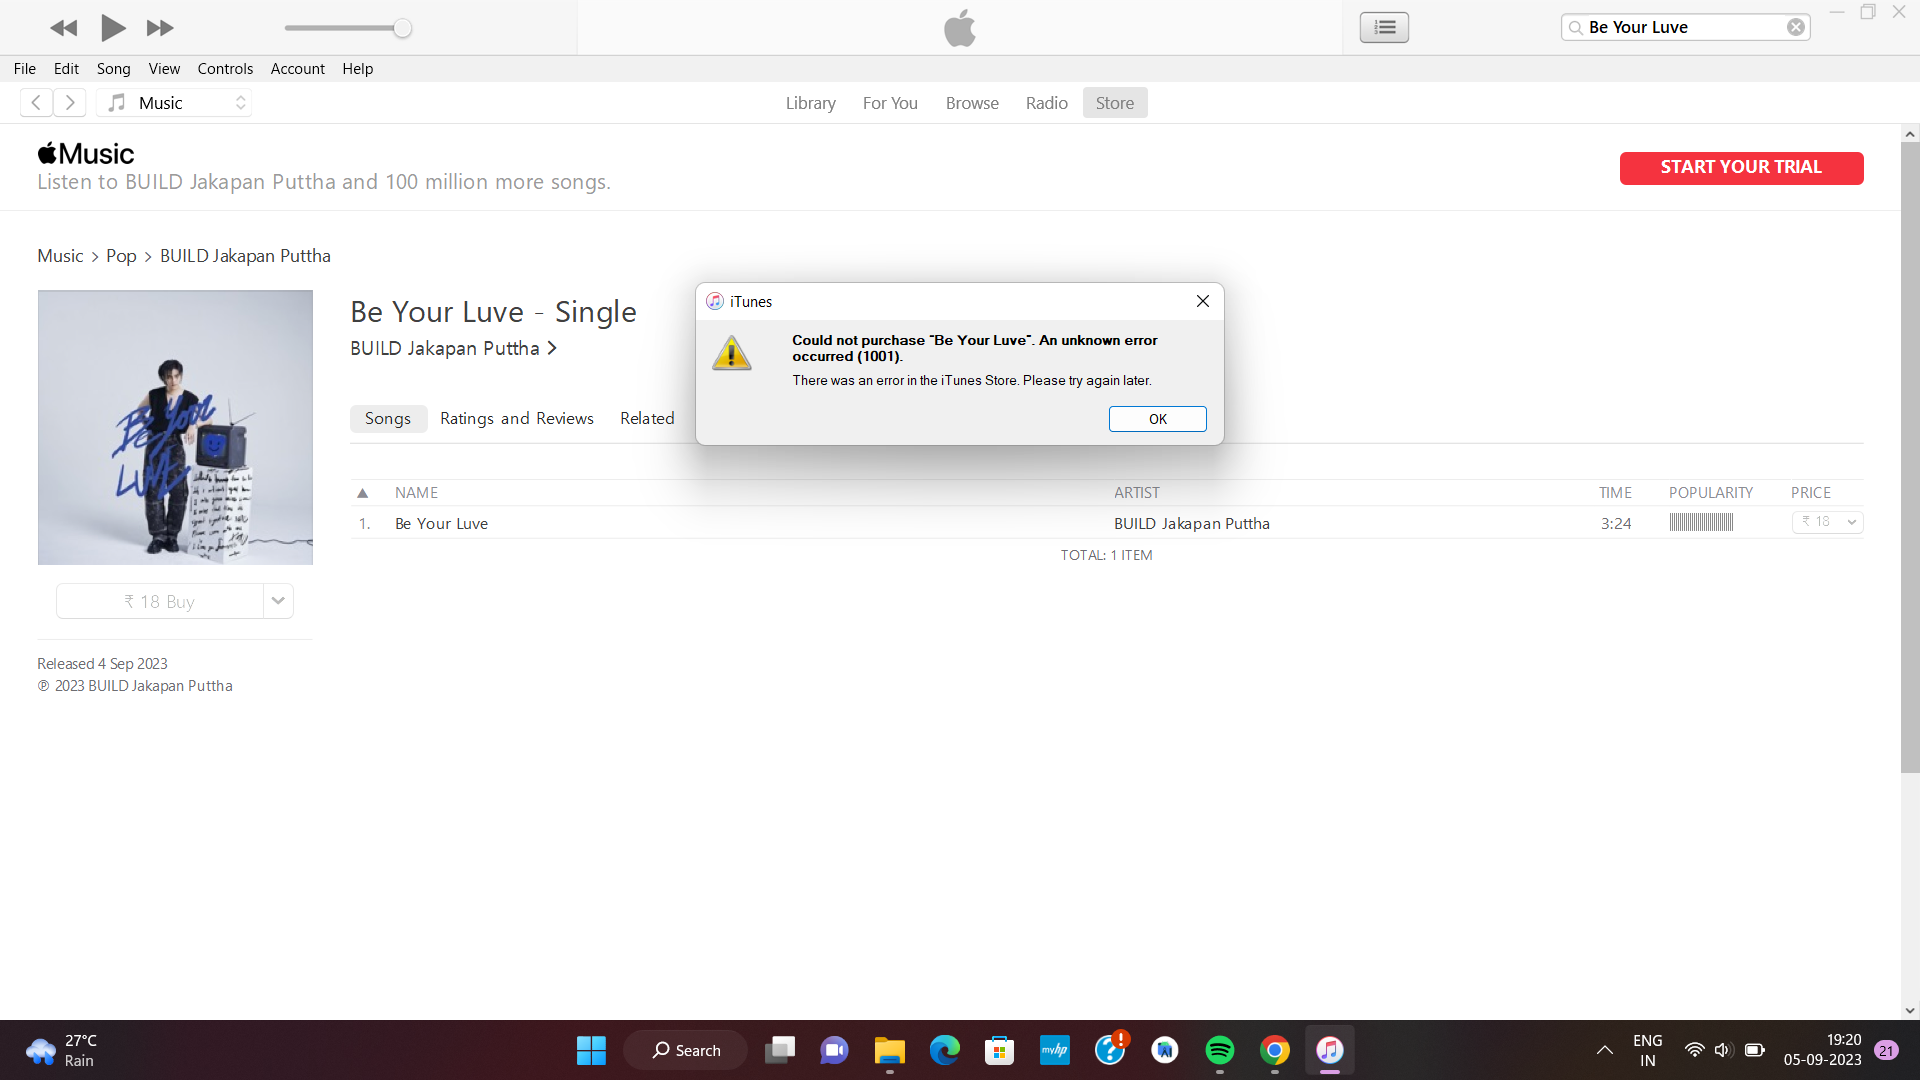 Be Your Luve
File Edit Song View Controls Account Help
Music
Library For You Browse Radio Store
Music
Listen to BUILD Jakapan Puttha and 100 million more songs.
START YOUR TRIAL
Music > Pop > BUILD Jakapan Puttha
Be Your Luve - Single
BUILD Jakapan Puttha >
iTunes
Could not purchase “Be Your Luve”. An unknown error
occurred (1001).
There was an error in the iTunes Store. Please try again later.
OK
Songs Ratings and Reviews Related
NAME ARTIST TIME POPULARITY PRICE
1. Be Your Luve BUILD Jakapan Puttha 3:24 ₹ 18
TOTAL: 1 ITEM
Be Your
Be
LUVE
₹ 18 Buy
Released 4 Sep 2023
℗ 2023 BUILD Jakapan Puttha
27°C
Rain
Search
myhp
ENG
IN
19:20
05-09-2023
21